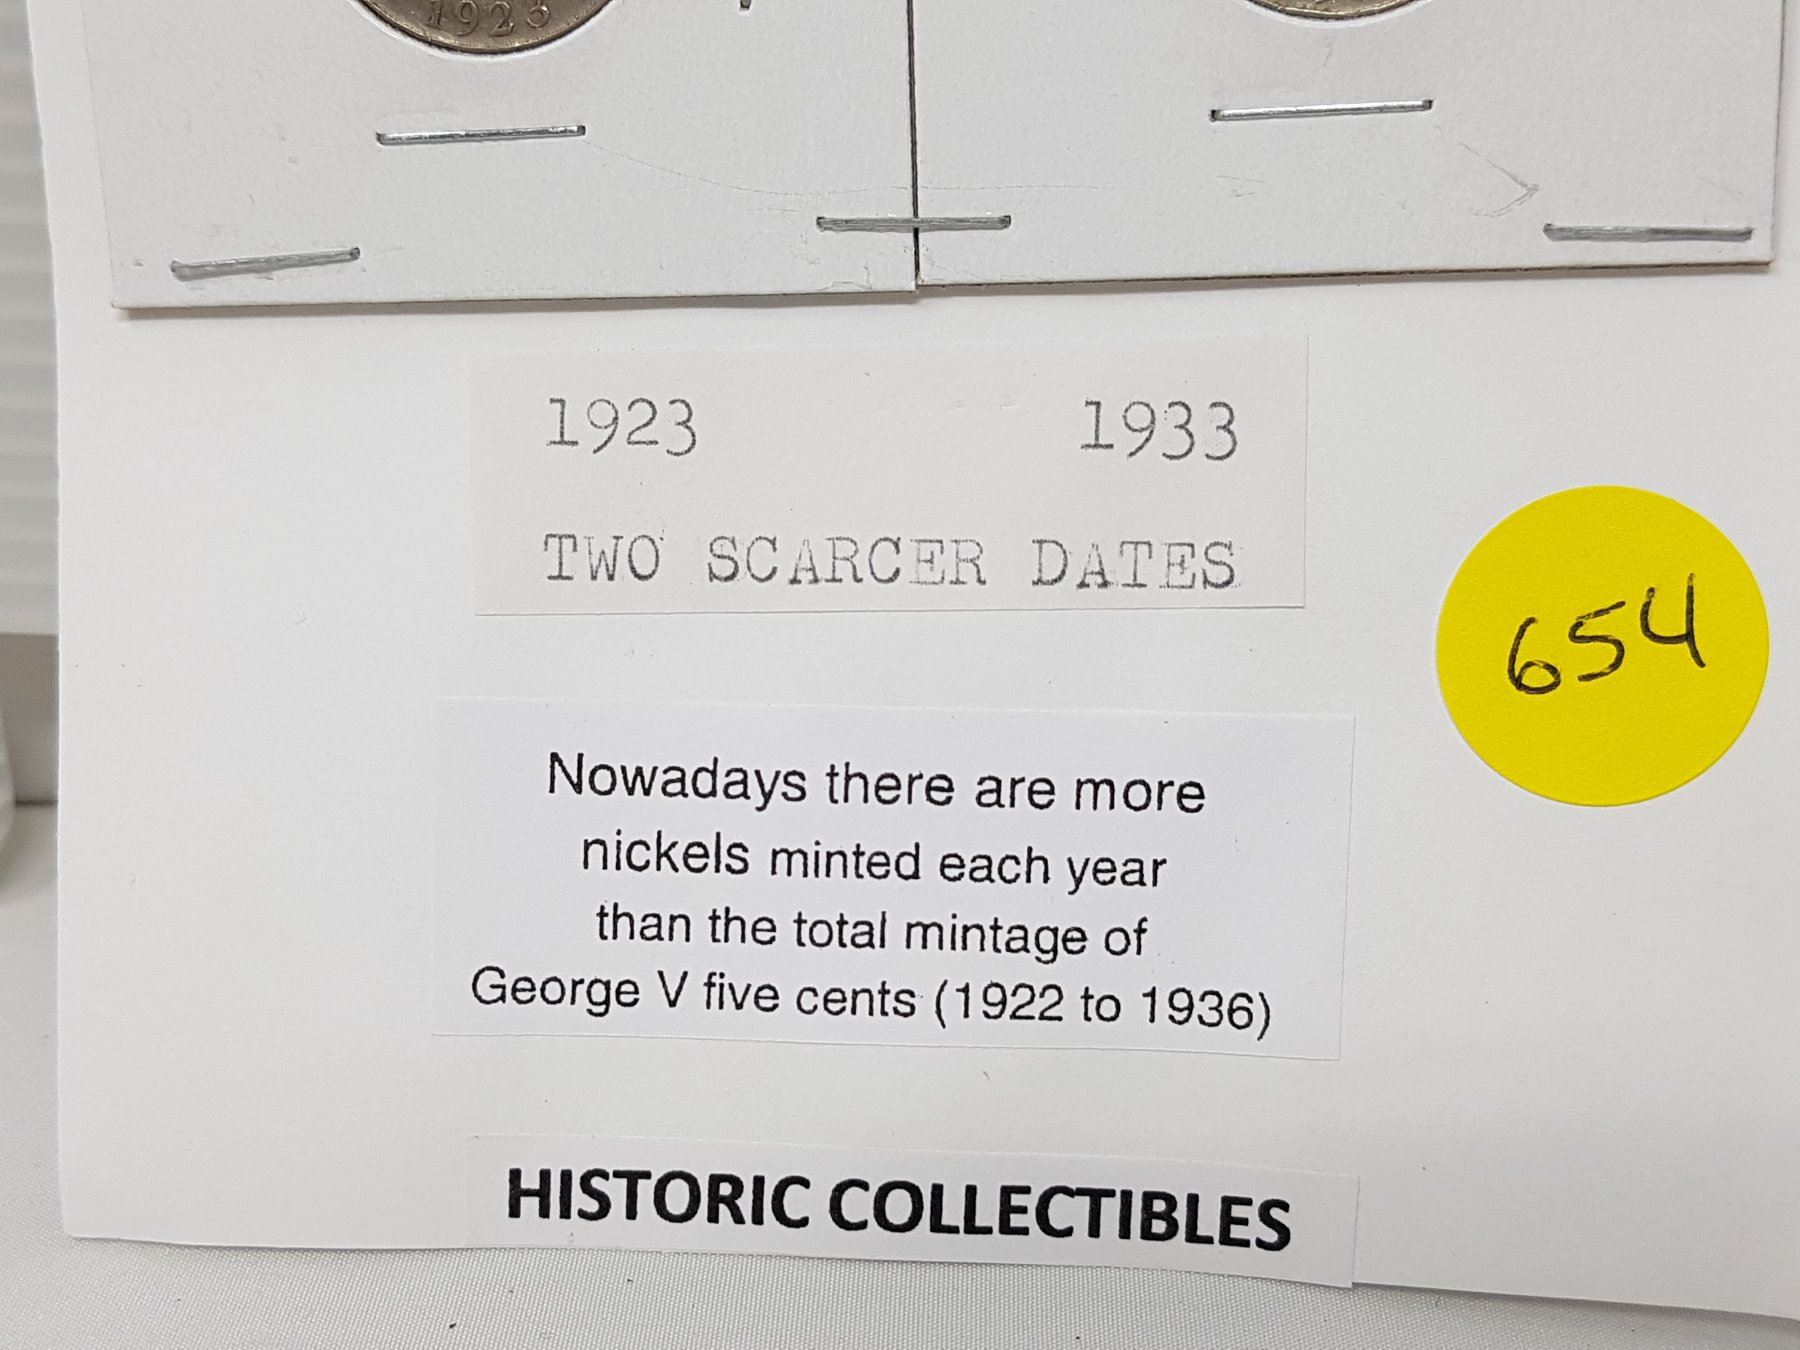 1923
1923 1933
TWO SCARCER DATES
654
Nowadays there are more
nickels minted each year
than the total mintage of
George V five cents (1922 to 1936)
HISTORIC COLLECTIBLES